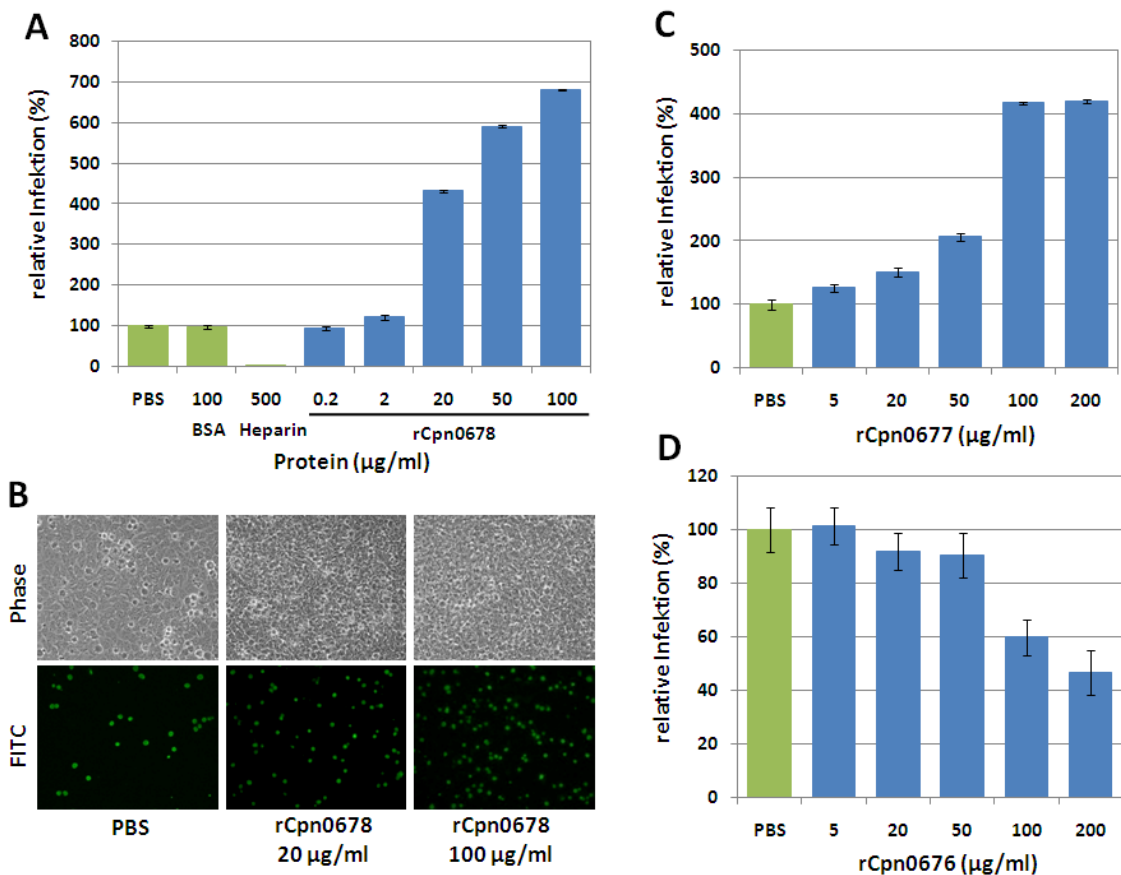 A
relative Infektion (%)
800
700
600
500
400
300
200
100
0
PBS 100 500 0.2 2 20 50 100
BSA Heparin rCpn0678
Protein (µg/ml)
B
Phase
FITC
PBS rCpn0678 rCpn0678
20 µg/ml 100 µg/ml
C
relative Infektion (%)
500
400
300
200
100
0
PBS 5 20 50 100 200
rCpn0677 (µg/ml)
D
relative Infektion (%)
120
100
80
60
40
20
0
PBS 5 20 50 100 200
rCpn0676 (µg/ml)